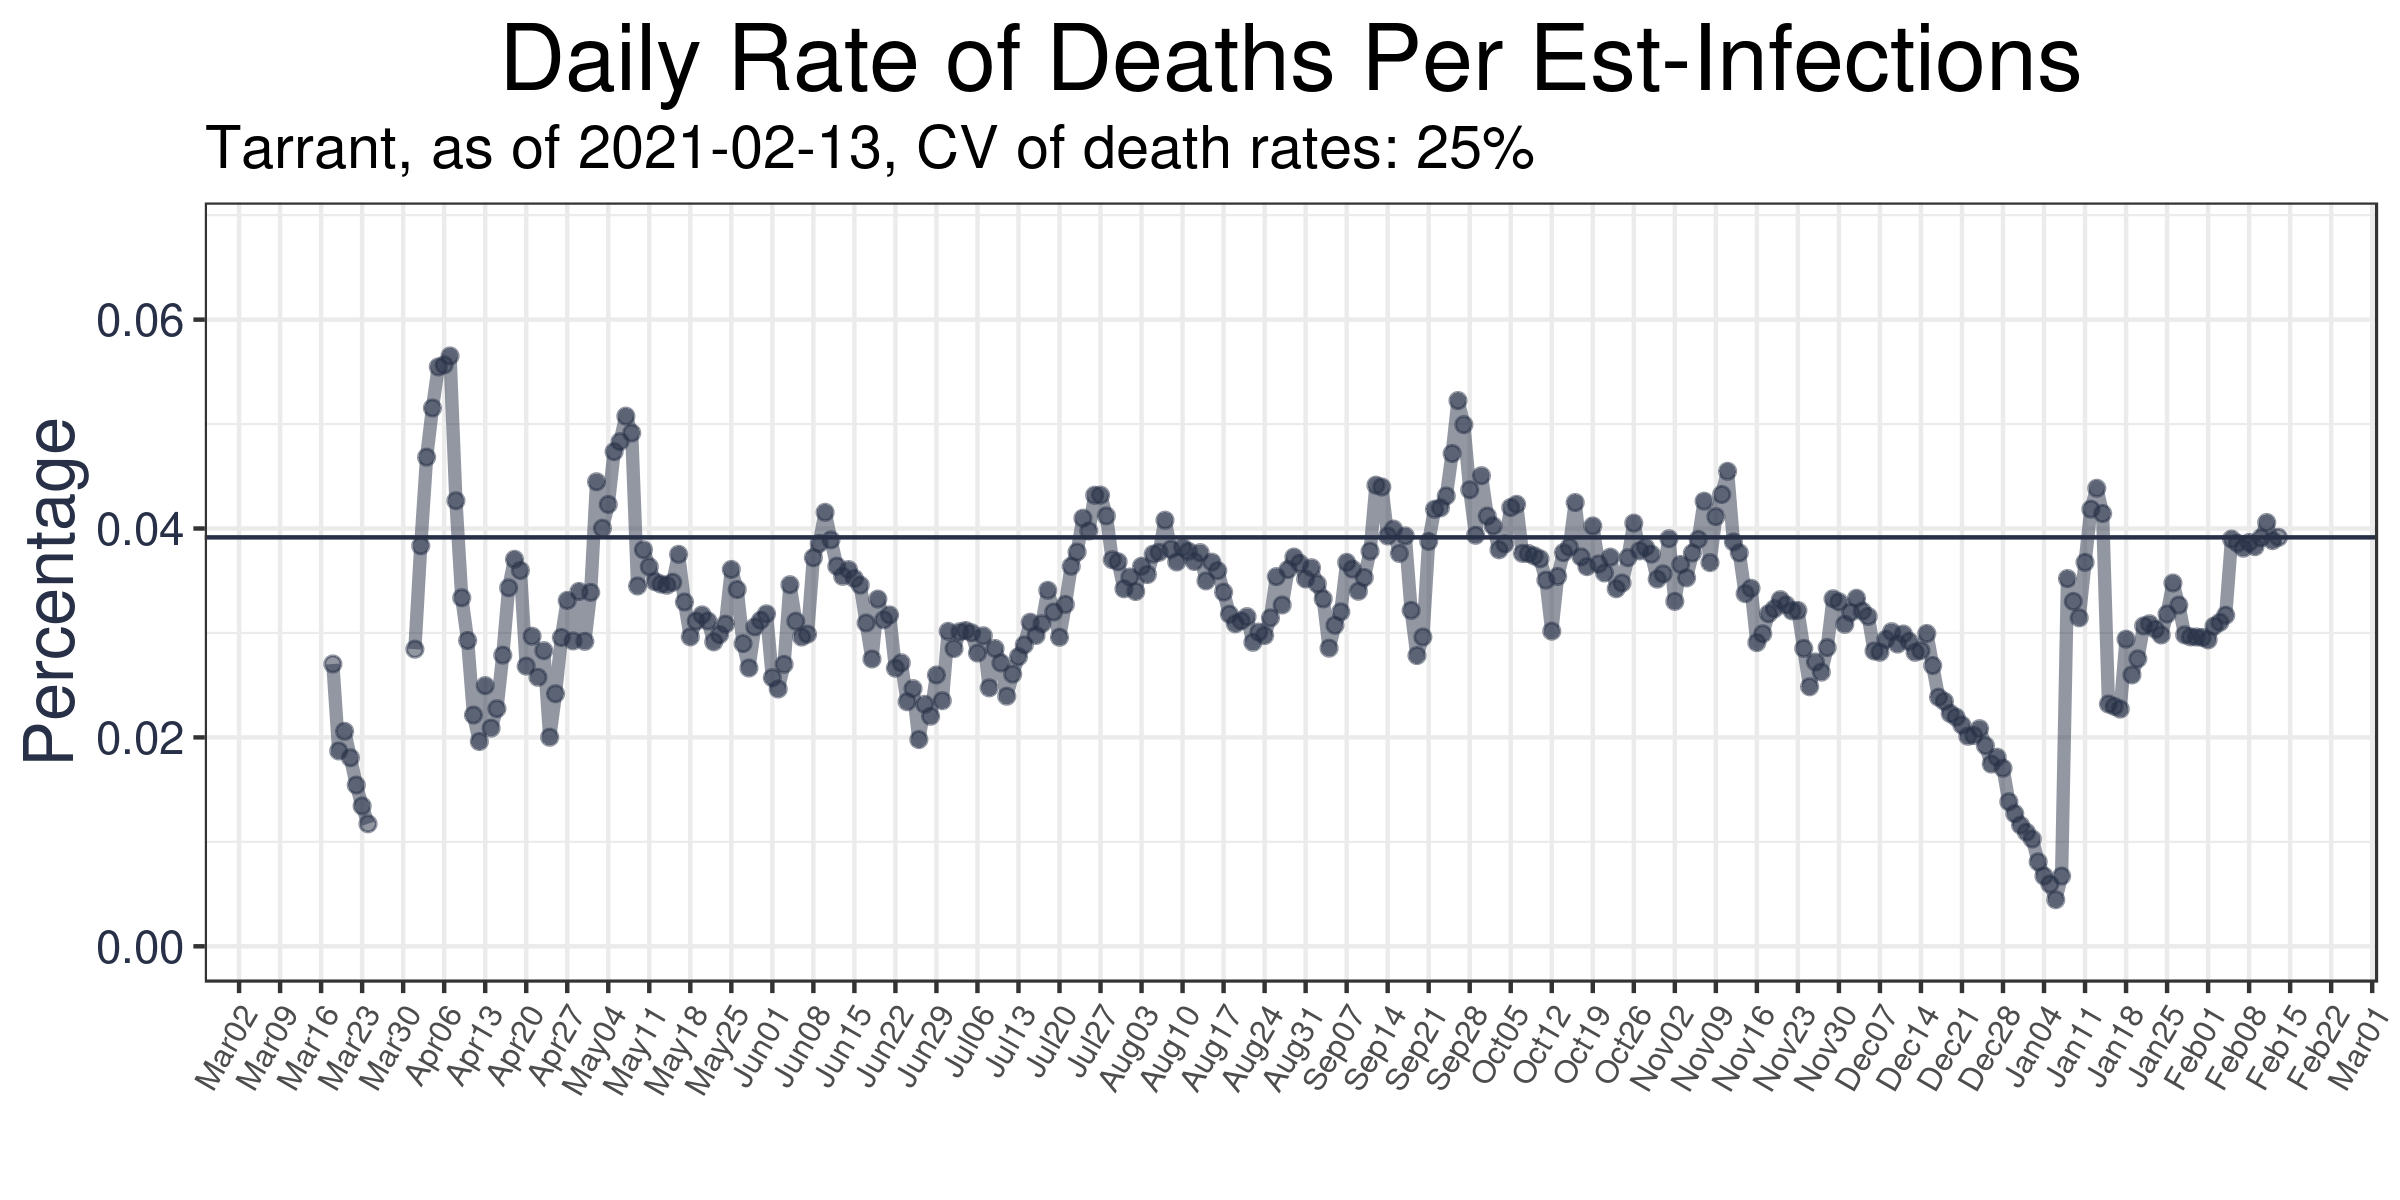 Daily Rate of Deaths Per Est-Infections
Tarrant, as of 2021-02-13, CV of death rates: 25%
Percentage
0.06
0.04
0.02
0.00
Mar02
Mar09
Mar16
Mar23
Mar30
Apr06
Apr13
Apr20
Apr27
May04
May11
May18
May25
Jun01
Jun08
Jun15
Jun22
Jun29
Jul06
Jul13
Jul20
Jul27
Aug03
Aug10
Aug17
Aug24
Aug31
Sep07
Sep14
Sep21
Sep28
Oct05
Oct12
Oct19
Oct26
Nov02
Nov09
Nov16
Nov23
Nov30
Dec07
Dec14
Dec21
Dec28
Jan04
Jan11
Jan18
Jan25
Feb01
Feb08
Feb15
Feb22
Mar01